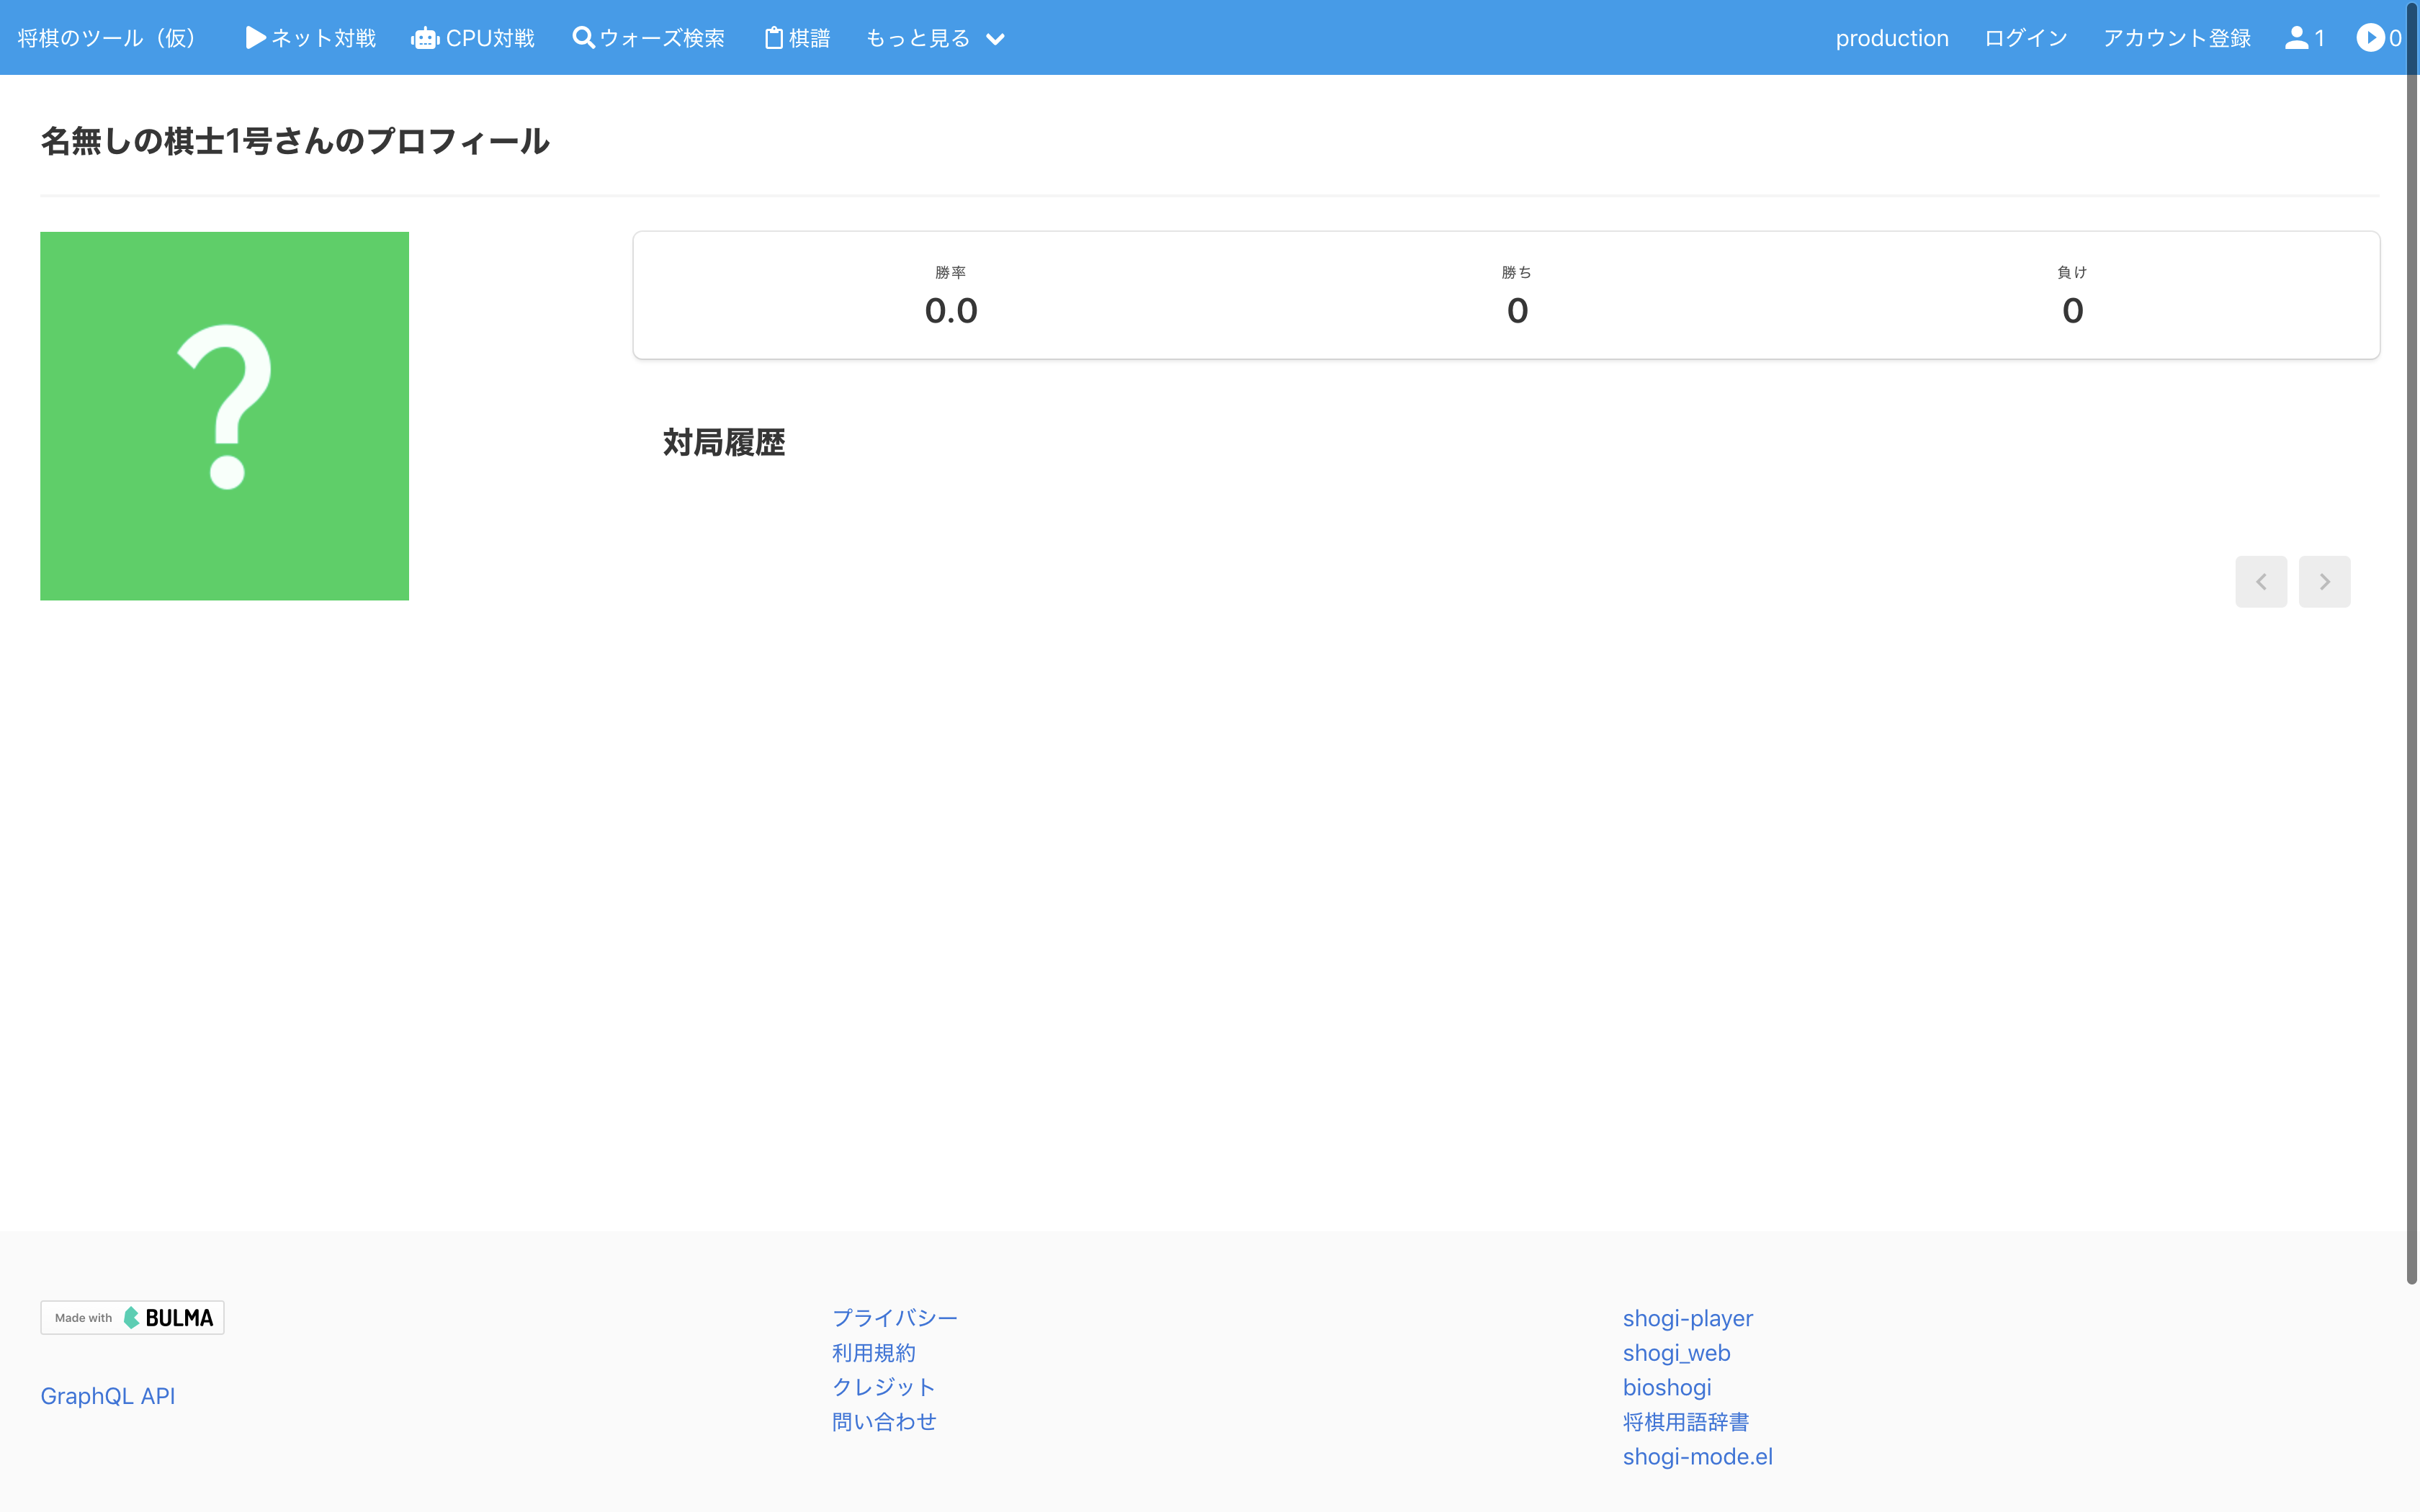 将棋のツール（仮） ネット対戦 CPU対戦 ウォーズ検索 棋譜 もっと見る production ログイン アカウント登録 1 0
名無しの棋士1号さんのプロフィール
?
勝率 勝ち 負け
0.0 0 0
対局履歴
Made with BULMA
GraphQL API
プライバシー
利用規約
クレジット
問い合わせ
shogi-player
shogi_web
bioshogi
将棋用語辞書
shogi-mode.el